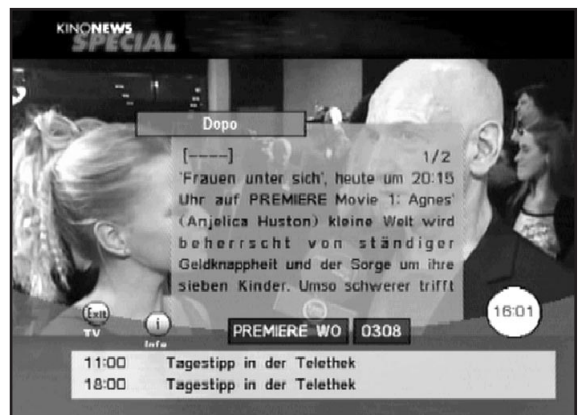 KINONEWS
SPECIAL
Dopo
[----] 1/2
'Frauen unter sich', heute um 20:15
Uhr auf PREMIERE Movie 1: Agnes'
(Anjelica Huston) kleine Welt wird
beherrscht von ständiger
Geldknappheit und der Sorge um ihre
sieben Kinder. Umso schwerer trifft
Exit
TV
i
Info
PREMIERE WO 0308
16:01
11:00 Tagestipp in der Telethek
18:00 Tagestipp in der Telethek